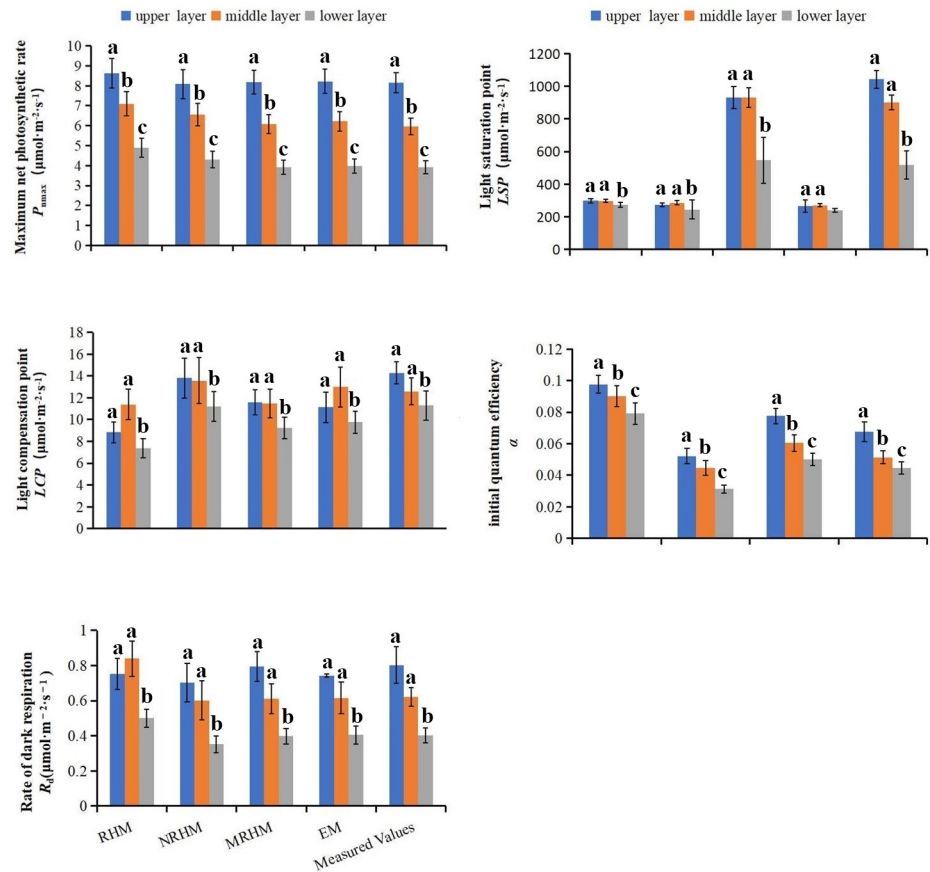 upper layer middle layer lower layer
Maximum net photosynthetic rate
Pnmax (μmol·m-2·s-1)
10
9
8
7
6
5
4
3
2
1
0
a b c a b c a b c a b c a b c
upper layer middle layer lower layer
Light saturation point
LSP (μmol·m-2·s-1)
1200
1000
800
600
400
200
0
a a b a a b a a b a a a a b
Light compensation point
LCP (μmol·m-2·s-1)
18
16
14
12
10
8
6
4
2
0
a a b a a b a a b a a b a a b
initial quantum efficiency
α
0.12
0.1
0.08
0.06
0.04
0.02
0
a b c a b c a b c a b c
Rate of dark respiration
Rd(μmol·m−2·s−1)
1
0.8
0.6
0.4
0.2
0
a a b a a b a a b a a b a a b
RHM NRHM MRHM EM Measured Values